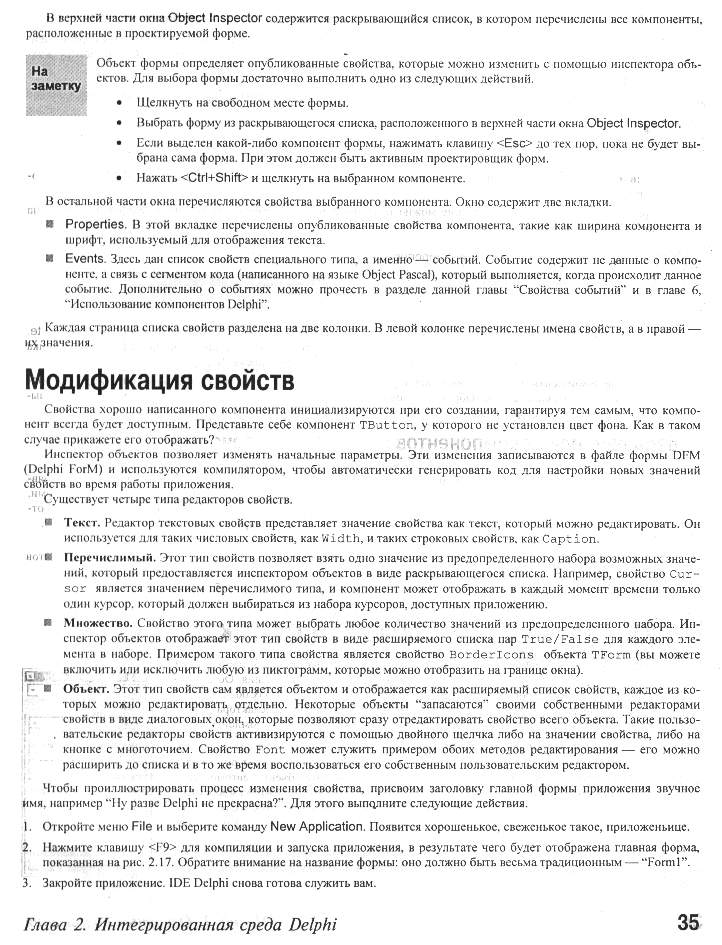 В верхней части окна Object Inspector содержится раскрывающийся список, в котором перечислены все компоненты,
расположенные в проектируемой форме.
На
заметку
Объект формы определяет опубликованные свойства, которые можно изменить с помощью инспектора объ-
ектов. Для выбора формы достаточно выполнить одно из следующих действий.
• Щелкнуть на свободном месте формы.
• Выбрать форму из раскрывающегося списка, расположенного в верхней части окна Object Inspector.
• Если выделен какой-либо компонент формы, нажимать клавишу <Esc> до тех пор, пока не будет вы-
брана сама форма. При этом должен быть активным проектировщик форм.
• Нажать <Ctrl+Shift> и щелкнуть на выбранном компоненте.
В остальной части окна перечисляются свойства выбранного компонента. Окно содержит две вкладки.
■ Properties. В этой вкладке перечислены опубликованные свойства компонента, такие как ширина компонента и
шрифт, используемый для отображения текста.
■ Events. Здесь дан список свойств специального типа, а именно — событий. Событие содержит не данные о компо-
ненте, а связь с сегментом кода (написанного на языке Object Pascal), который выполняется, когда происходит данное
событие. Дополнительно о событиях можно прочесть в разделе данной главы “Свойства событий” и в главе 6,
“Использование компонентов Delphi”.
Каждая страница списка свойств разделена на две колонки. В левой колонке перечислены имена свойств, а в правой —
их значения.
Модификация свойств
Свойства хорошо написанного компонента инициализируются при его создании, гарантируя тем самым, что компо-
нент всегда будет доступным. Представьте себе компонент TButton, у которого не установлен цвет фона. Как в таком
случае прикажете его отображать?
Инспектор объектов позволяет изменять начальные параметры. Эти изменения записываются в файле формы DFM
(Delphi ForM) и используются компилятором, чтобы автоматически генерировать код для настройки новых значений
свойств во время работы приложения.
Существует четыре типа редакторов свойств.
■ Текст. Редактор текстовых свойств представляет значение свойства как текст, который можно редактировать. Он
используется для таких числовых свойств, как Width, и таких строковых свойств, как Caption.
■ Перечислимый. Этот тип свойств позволяет взять одно значение из предопределенного набора возможных значе-
ний, который предоставляется инспектором объектов в виде раскрывающегося списка. Например, свойство Cur-
sor является значением перечислимого типа, и компонент может отображать в каждый момент времени только
один курсор, который должен выбираться из набора курсоров, доступных приложению.
■ Множество. Свойство этого типа может выбрать любое количество значений из предопределенного набора. Ин-
спектор объектов отображает этот тип свойств в виде расширяемого списка пар True/False для каждого эле-
мента в наборе. Примером такого типа свойства является свойство BorderIcons объекта TForm (вы можете
включить или исключить любую из пиктограмм, которые можно отобразить на границе окна).
■ Объект. Этот тип свойств сам является объектом и отображается как расширяемый список свойств, каждое из ко-
торых можно редактировать отдельно. Некоторые объекты “запасаются” своими собственными редакторами
свойств в виде диалоговых окон, которые позволяют сразу отредактировать свойство всего объекта. Такие пользо-
вательские редакторы свойств активизируются с помощью двойного щелчка либо на значении свойства, либо на
кнопке с многоточием. Свойство Font может служить примером обоих методов редактирования — его можно
расширить до списка и в то же время воспользоваться его собственным пользовательским редактором.
Чтобы проиллюстрировать процесс изменения свойства, присвоим заголовку главной формы приложения звучное
имя, например “Ну разве Delphi не прекрасна?”. Для этого выполните следующие действия.
1. Откройте меню File и выберите команду New Application. Появится хорошенькое, свеженькое такое, приложеньице.
2. Нажмите клавишу <F9> для компиляции и запуска приложения, в результате чего будет отображена главная форма,
показанная на рис. 2.17. Обратите внимание на название формы: оно должно быть весьма традиционным — “Form1”.
3. Закройте приложение. IDE Delphi снова готова служить вам.
Глава 2. Интегрированная среда Delphi 35